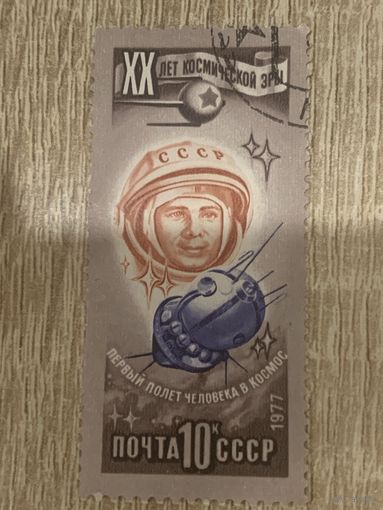 XX ЛЕТ КОСМИЧЕСКОЙ ЭРЫ
СССР
ПЕРВЫЙ ПОЛЕТ ЧЕЛОВЕКА В КОСМОС
1977
ПОЧТА 10К СССР